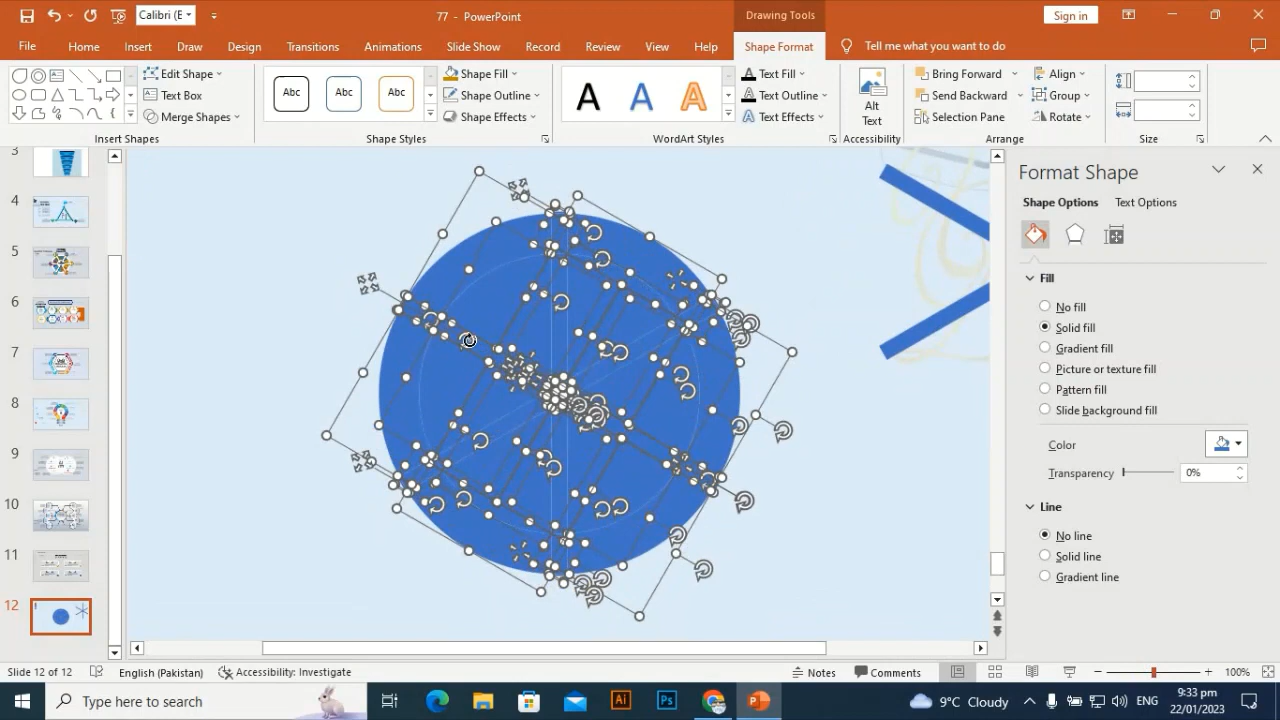 Calibri (E
77 - PowerPoint
Drawing Tools
Sign in
File
Home
Insert
Draw
Design
Transitions
Animations
Slide Show
Record
Review
View
Help
Shape Format
Tell me what you want to do
Edit Shape
Text Box
Merge Shapes
Insert Shapes
Abc
Abc
Abc
Shape Fill
Shape Outline
Shape Effects
Shape Styles
A
A
A
Text Fill
Text Outline
Text Effects
WordArt Styles
Alt
Text
Accessibility
Bring Forward
Send Backward
Selection Pane
Align
Group
Rotate
Arrange
Size
3
4
5
6
7
8
9
10
11
12
Format Shape
Shape Options
Text Options
Fill
No fill
Solid fill
Gradient fill
Picture or texture fill
Pattern fill
Slide background fill
Color
Transparency
0%
Line
No line
Solid line
Gradient line
Slide 12 of 12
English (Pakistan)
Accessibility: Investigate
Notes
Comments
100%
Type here to search
Ai
Ps
9°C Cloudy
ENG
9:33 pm
22/01/2023